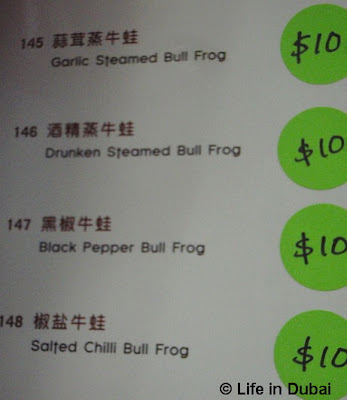 145 蒜茸蒸牛蛙
Garlic Steamed Bull Frog
$10
146 酒精蒸牛蛙
Drunken Steamed Bull Frog
$10
147 黑椒牛蛙
Black Pepper Bull Frog
$10
148 椒盐牛蛙
Salted Chilli Bull Frog
$10
© Life in Dubai